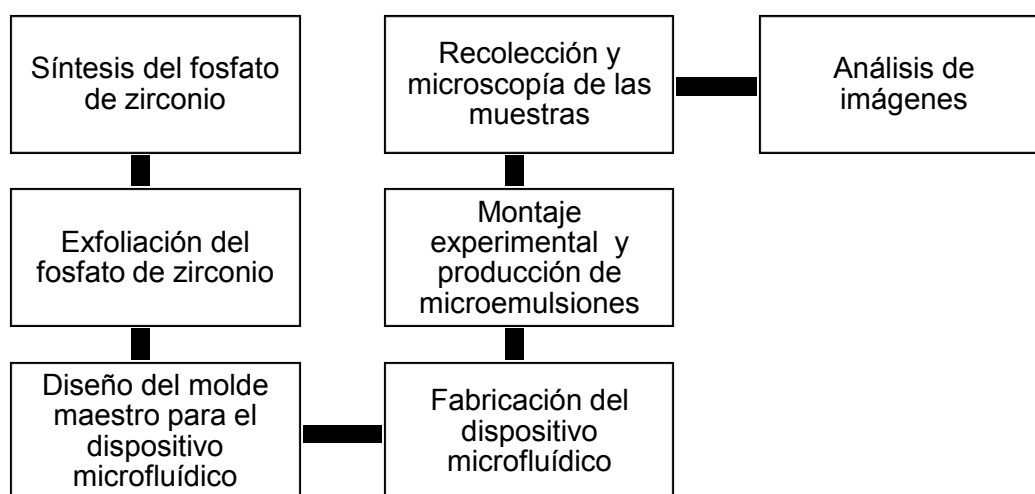 Síntesis del fosfato
de zirconio
Exfoliación del
fosfato de zirconio
Diseño del molde
maestro para el
dispositivo
microfluídico
Fabricación del
dispositivo
microfluídico
Montaje
experimental y
producción de
microemulsiones
Recolección y
microscopía de las
muestras
Análisis de
imágenes